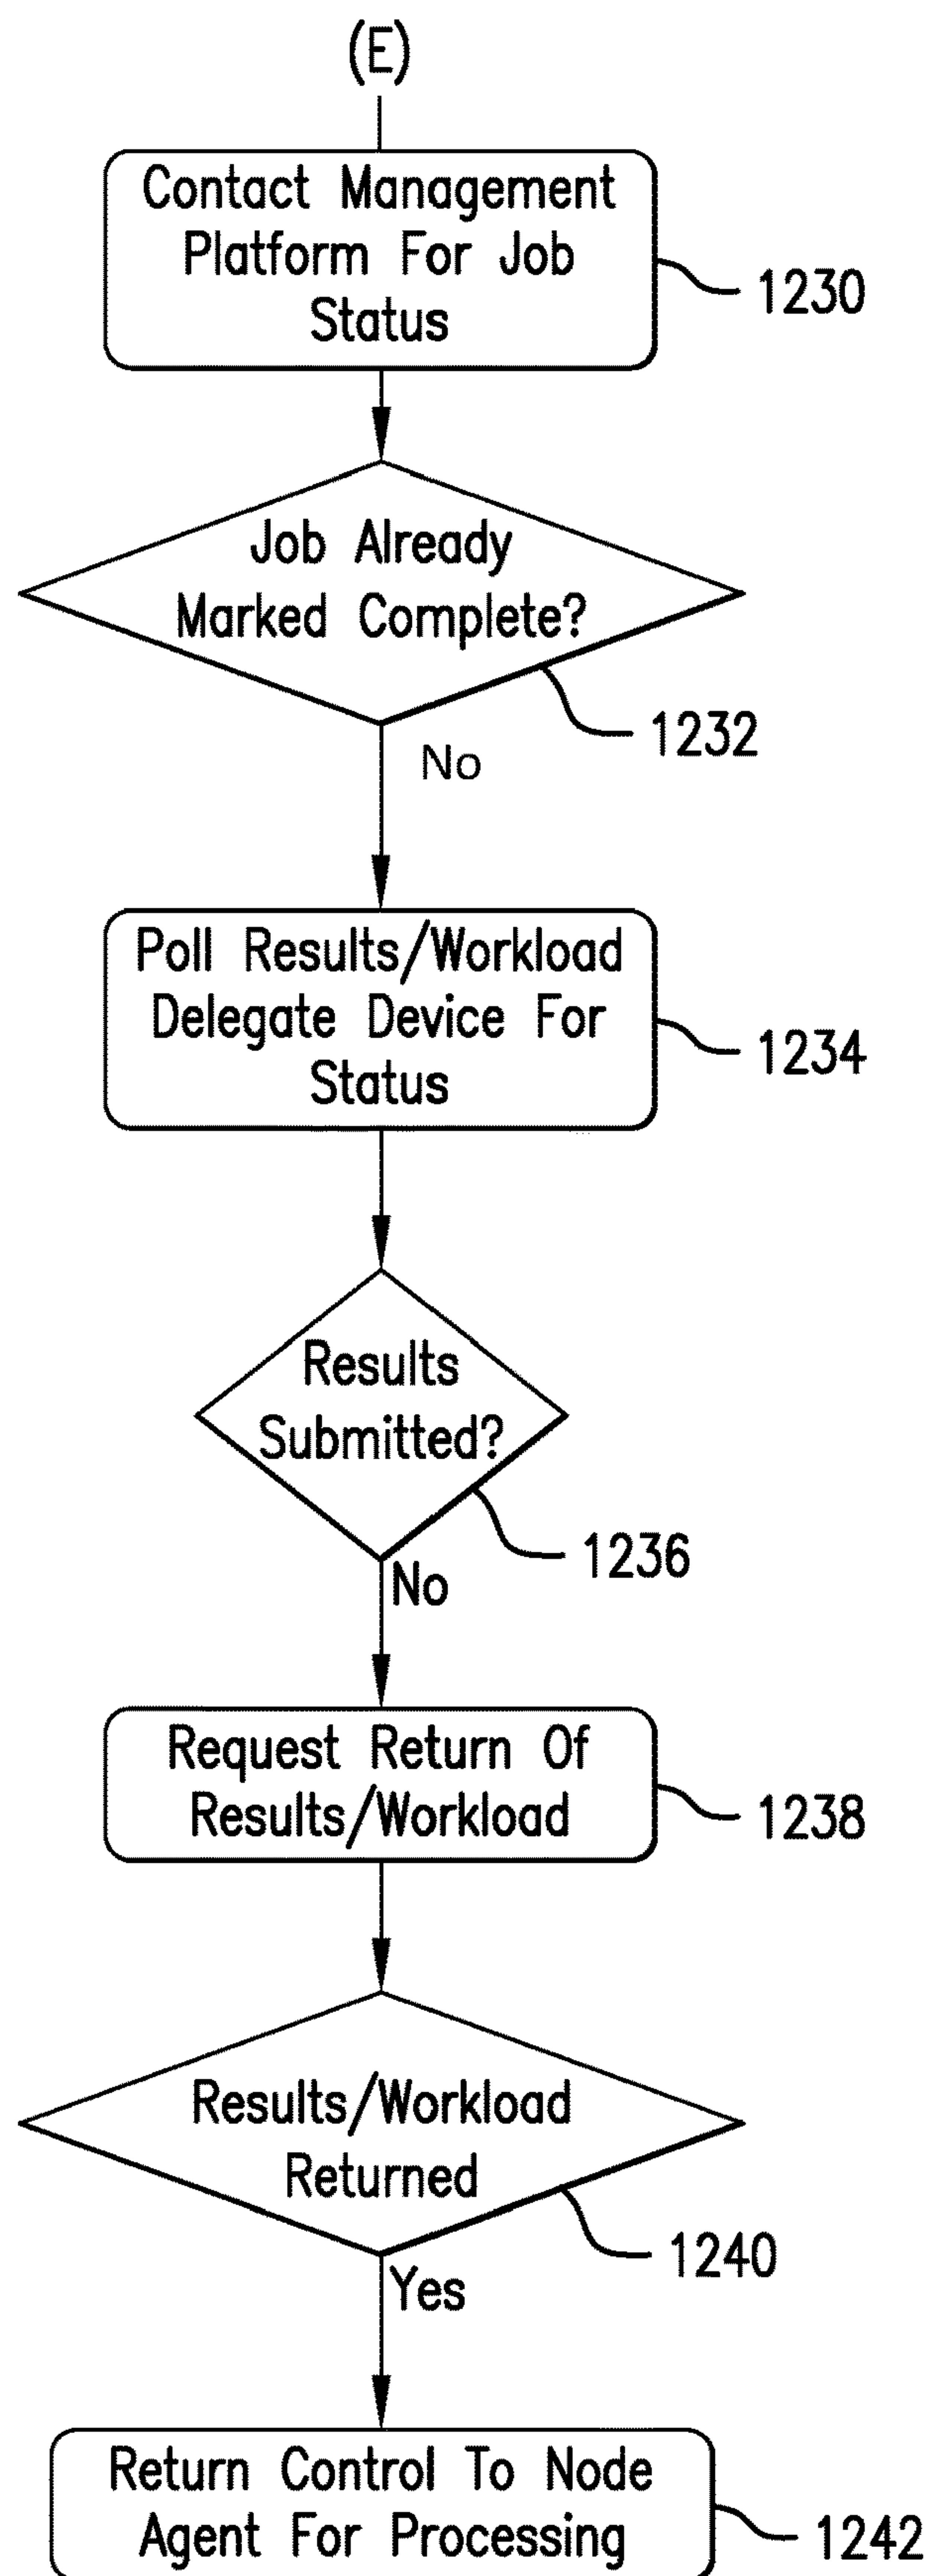 (E)
Contact Management
Platform For Job
Status
1230
Job Already
Marked Complete?
1232
No
Poll Results/Workload
Delegate Device For
Status
1234
Results
Submitted?
1236
No
Request Return Of
Results/Workload
1238
Results/Workload
Returned
1240
Yes
Return Control To Node
Agent For Processing
1242